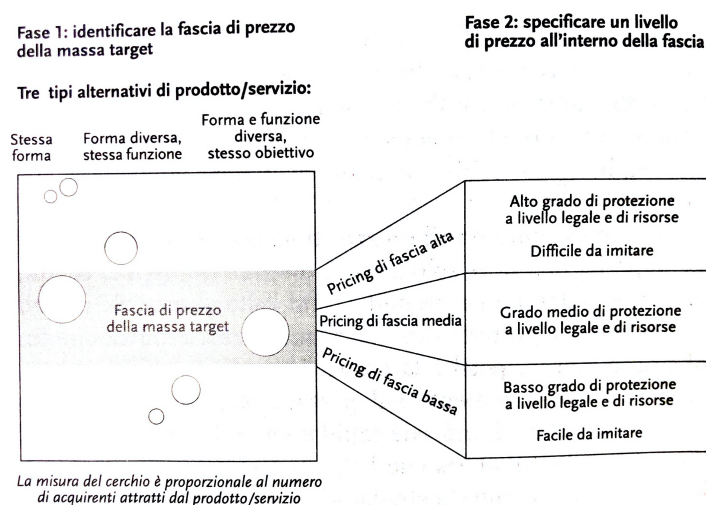 Fase 1: identificare la fascia di prezzo
della massa target
Tre tipi alternativi di prodotto/servizio:
Stessa
forma
Forma diversa,
stessa funzione
Forma e funzione
diversa,
stesso obiettivo
Fascia di prezzo
della massa target
La misura del cerchio è proporzionale al numero
di acquirenti attratti dal prodotto/servizio
Fase 2: specificare un livello
di prezzo all'interno della fascia
Pricing di fascia alta
Alto grado di protezione
a livello legale e di risorse
Difficile da imitare
Pricing di fascia media
Grado medio di protezione
a livello legale e di risorse
Pricing di fascia bassa
Basso grado di protezione
a livello legale e di risorse
Facile da imitare